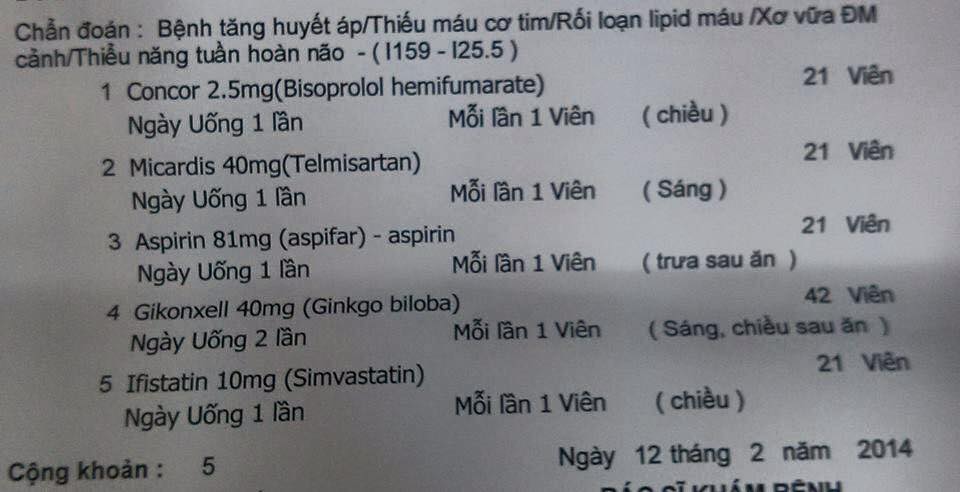 Chẩn đoán : Bệnh tăng huyết áp/Thiếu máu cơ tim/Rối loạn lipid máu /Xơ vữa ĐM
cảnh/Thiểu năng tuần hoàn não - ( I159 - I25.5 )
1 Concor 2.5mg(Bisoprolol hemifumarate) 21 Viên
Ngày Uống 1 lần Mỗi lần 1 Viên ( chiều )
2 Micardis 40mg(Telmisartan) 21 Viên
Ngày Uống 1 lần Mỗi lần 1 Viên ( Sáng )
3 Aspirin 81mg (aspifar) - aspirin 21 Viên
Ngày Uống 1 lần Mỗi lần 1 Viên ( trưa sau ăn )
4 Gikonxell 40mg (Ginkgo biloba) 42 Viên
Ngày Uống 2 lần Mỗi lần 1 Viên ( Sáng, chiều sau ăn )
5 Ifistatin 10mg (Simvastatin) 21 Viên
Ngày Uống 1 lần Mỗi lần 1 Viên ( chiều )
Cộng khoản : 5 Ngày 12 tháng 2 năm 2014
BÁC SĨ KHÁM BỆNH